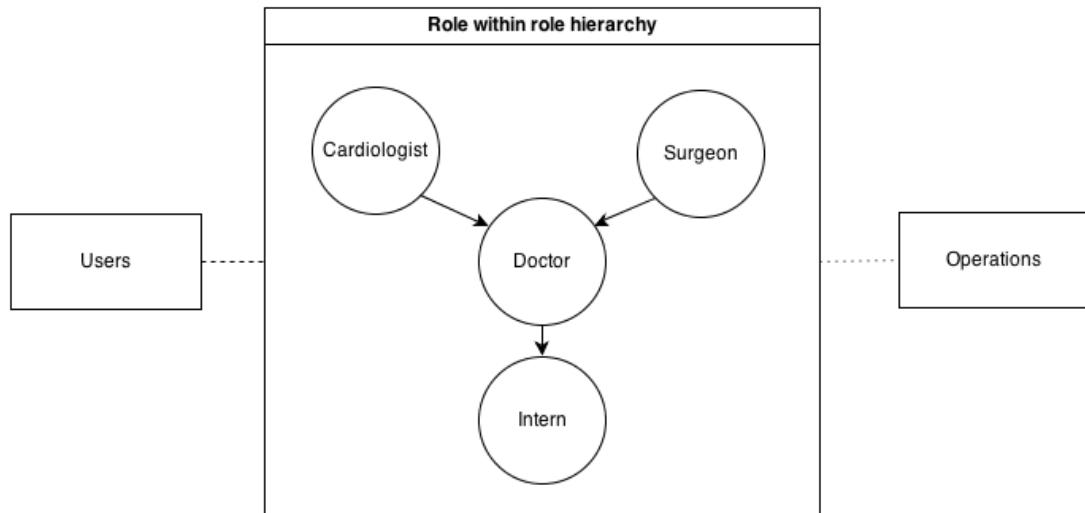 Role within role hierarchy
Cardiologist
Surgeon
Users
Doctor
Operations
Intern